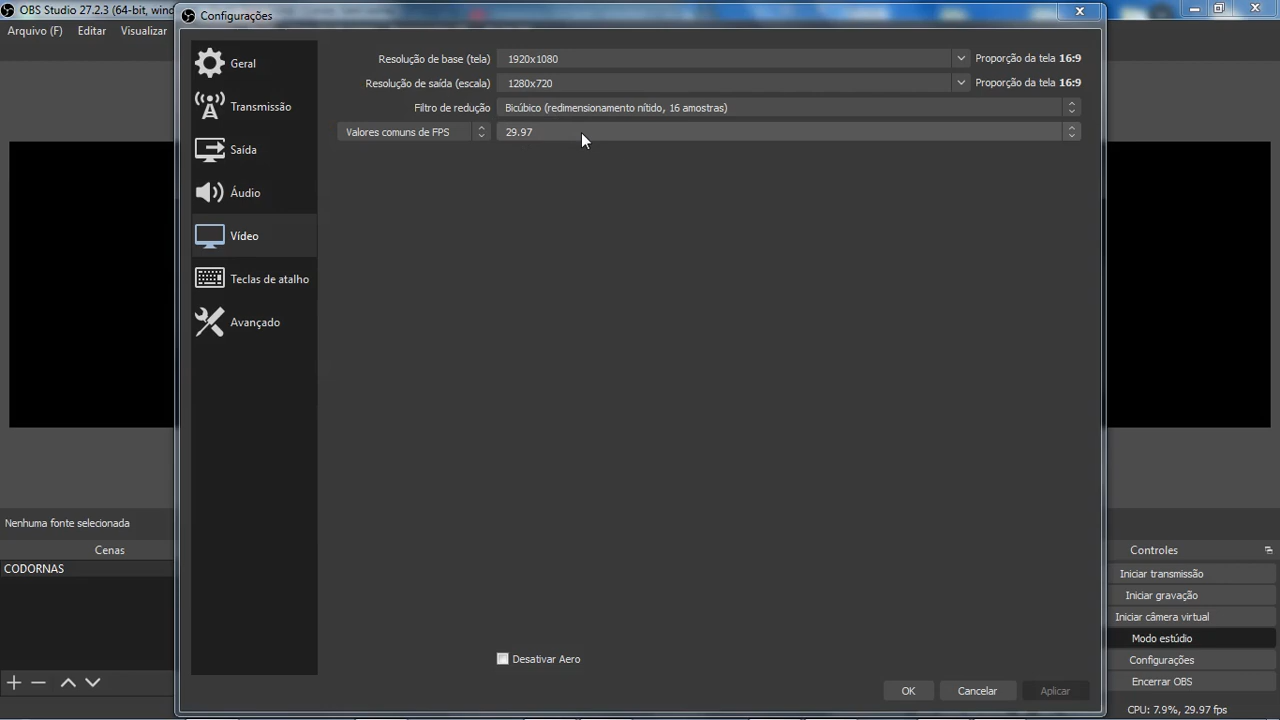 OBS Studio 27.2.3 (64-bit, wind
Configurações
Arquivo (F) Editar Visualizar
Geral
Transmissão
Saída
Áudio
Vídeo
Teclas de atalho
Avançado
Resolução de base (tela) 1920x1080 Proporção da tela 16:9
Resolução de saída (escala) 1280x720 Proporção da tela 16:9
Filtro de redução Bicúbico (redimensionamento nítido, 16 amostras)
Valores comuns de FPS 29.97
Desativar Aero
OK Cancelar Aplicar
Nenhuma fonte selecionada
Cenas
CODORNAS
Controles
Iniciar transmissão
Iniciar gravação
Iniciar câmera virtual
Modo estúdio
Configurações
Encerrar OBS
CPU: 7.9%, 29.97 fps